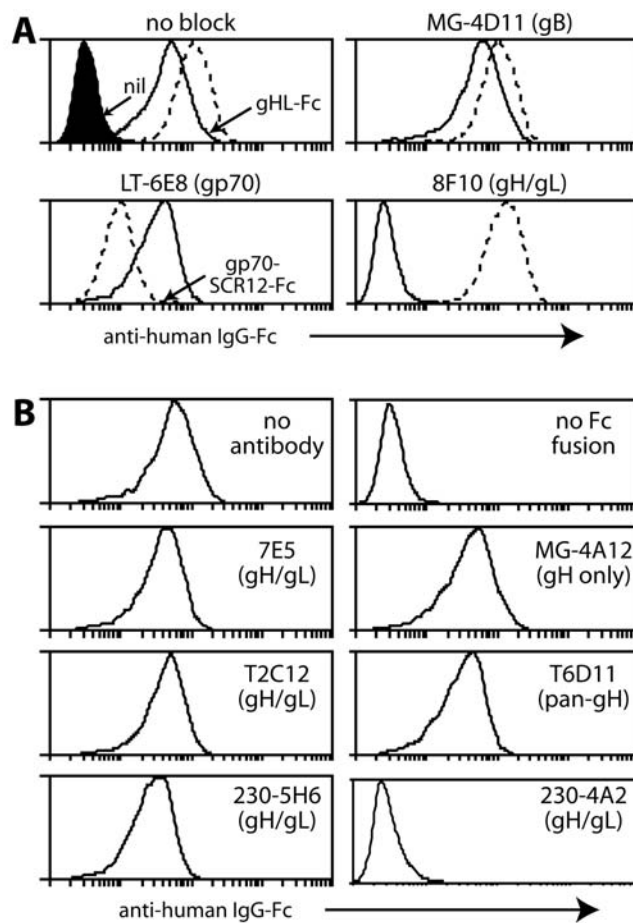 A
no block
MG-4D11 (gB)
nil
gHL-Fc
LT-6E8 (gp70)
8F10 (gH/gL)
gp70-
SCR12-Fc
anti-human IgG-Fc
B
no
antibody
no Fc
fusion
7E5
(gH/gL)
MG-4A12
(gH only)
T2C12
(gH/gL)
T6D11
(pan-gH)
230-5H6
(gH/gL)
230-4A2
(gH/gL)
anti-human IgG-Fc